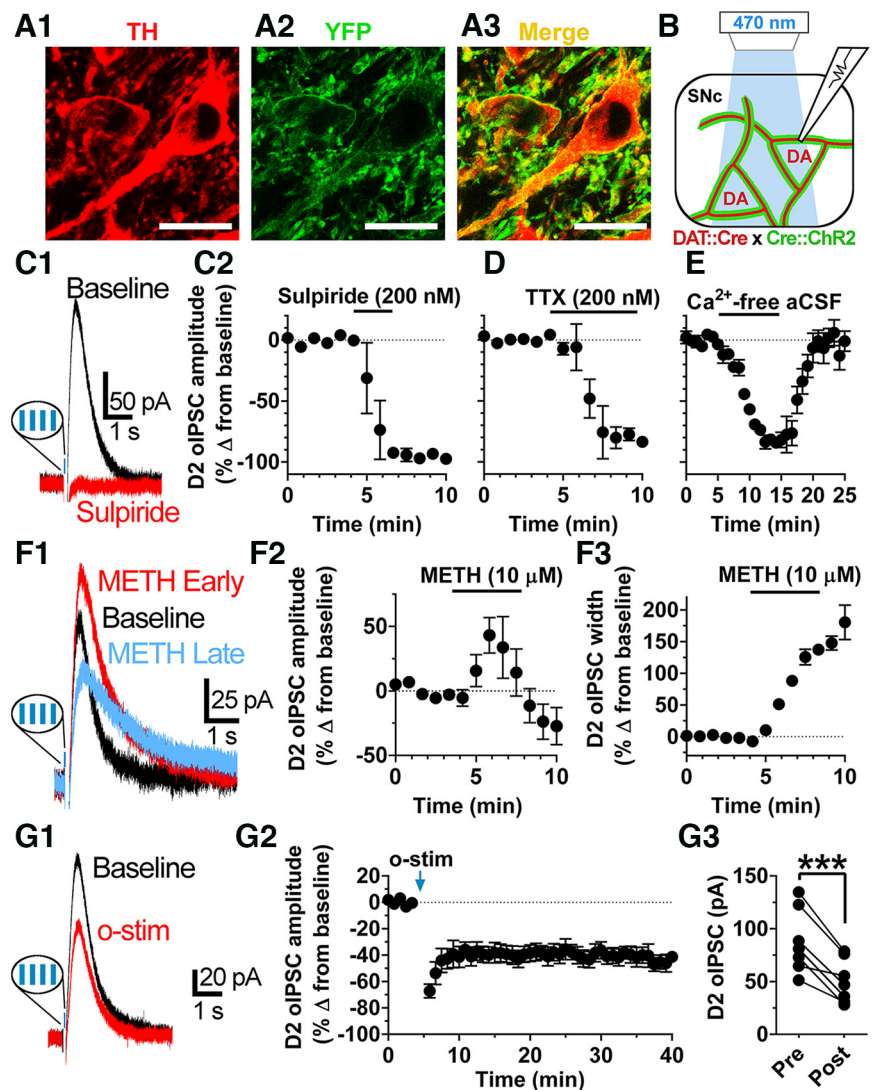 A1 TH
A2 YFP
A3 Merge
B
470 nm
SNc
DA
DA
DAT::Cre x Cre::ChR2
C1
Baseline
50 pA
1 s
Sulpiride
C2
Sulpiride (200 nM)
D2 oIPSC amplitude
(% Δ from baseline)
0
-50
-100
0 5 10
Time (min)
D
TTX (200 nM)
0 5 10
Time (min)
E
Ca²⁺-free aCSF
0 5 10 15 20 25
Time (min)
F1
METH Early
Baseline
METH Late
25 pA
1 s
F2
METH (10 μM)
D2 oIPSC amplitude
(% Δ from baseline)
50
0
-50
0 5 10
Time (min)
F3
METH (10 μM)
D2 oIPSC width
(% Δ from baseline)
200
150
100
50
0
0 5 10
Time (min)
G1
Baseline
o-stim
20 pA
1 s
G2
o-stim
D2 oIPSC amplitude
(% Δ from baseline)
20
0
-20
-40
-60
-80
-100
0 10 20 30 40
Time (min)
G3
***
D2 oIPSC (pA)
150
100
50
0
Pre Post